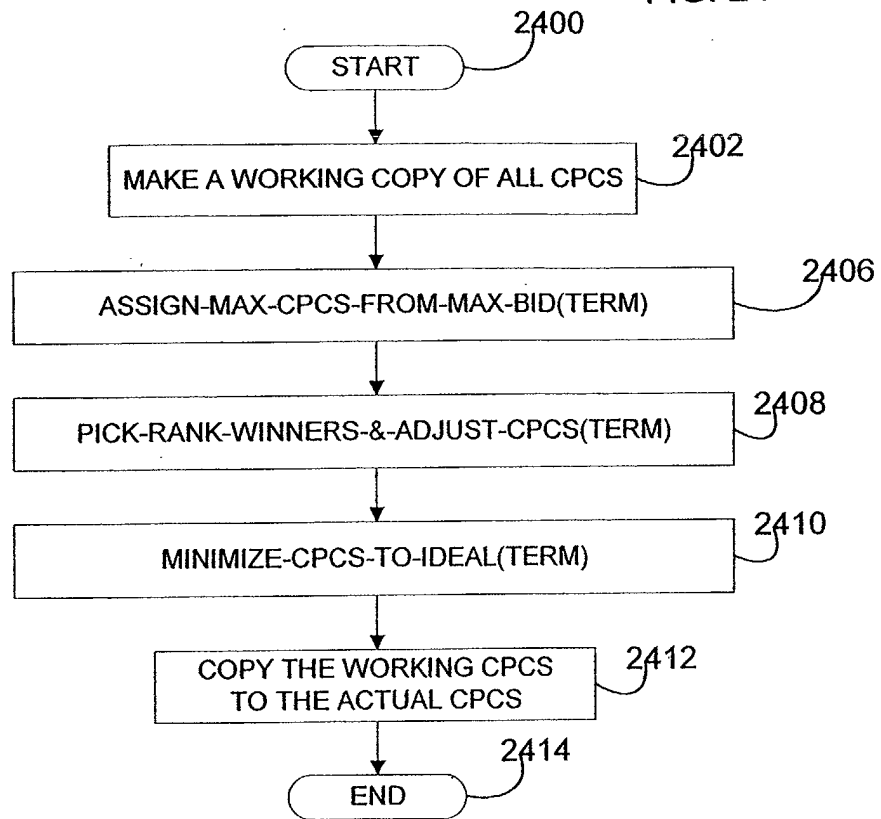 2400
START
2402
MAKE A WORKING COPY OF ALL CPCS
2406
ASSIGN-MAX-CPCS-FROM-MAX-BID(TERM)
2408
PICK-RANK-WINNERS-&-ADJUST-CPCS(TERM)
2410
MINIMIZE-CPCS-TO-IDEAL(TERM)
2412
COPY THE WORKING CPCS
TO THE ACTUAL CPCS
2414
END